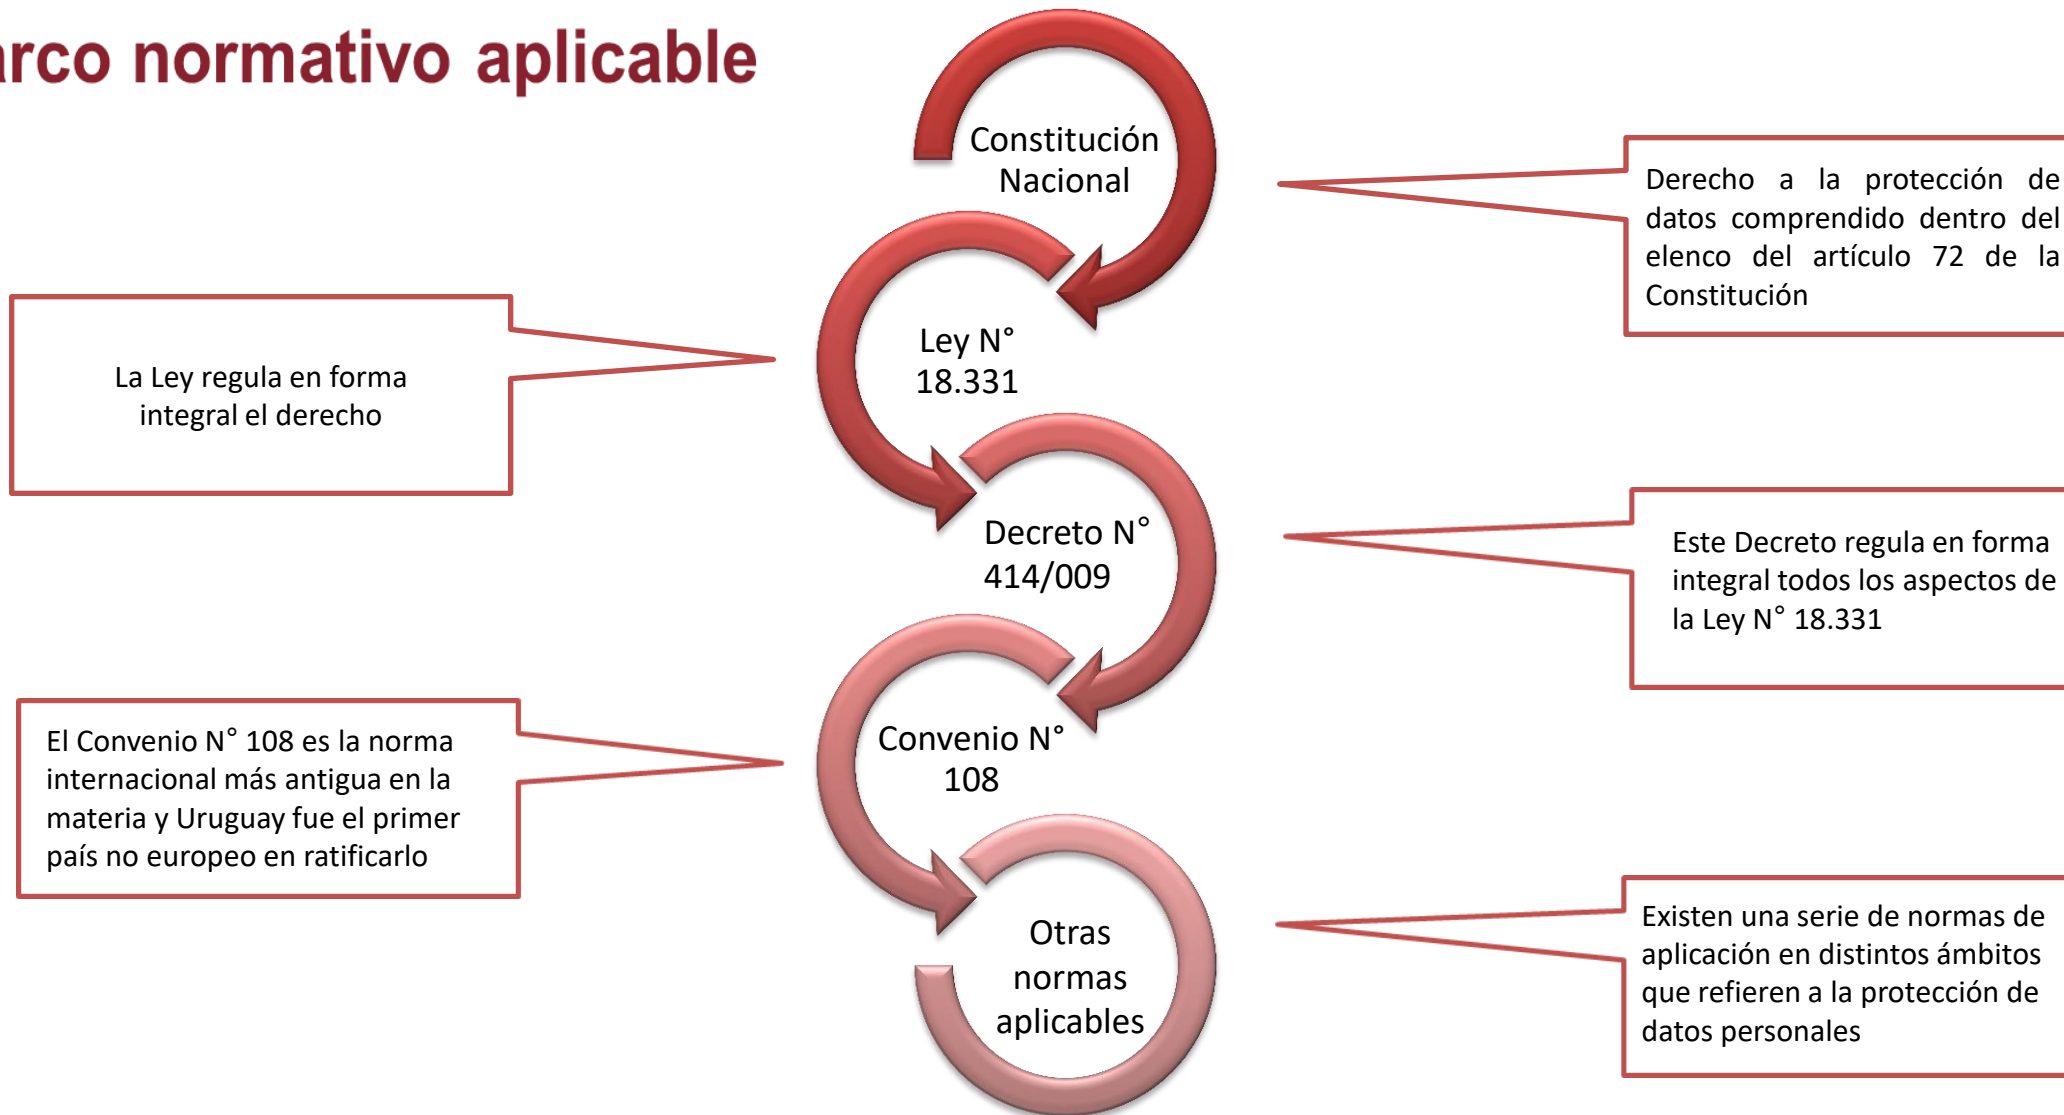 arco normativo aplicable
Constitución
Nacional
Derecho a la protección de
datos comprendido dentro del
elenco del artículo 72 de la
Constitución
Ley N°
18.331
La Ley regula en forma
integral el derecho
Decreto N°
414/009
Este Decreto regula en forma
integral todos los aspectos de
la Ley N° 18.331
Convenio N°
108
El Convenio N° 108 es la norma
internacional más antigua en la
materia y Uruguay fue el primer
país no europeo en ratificarlo
Otras
normas
aplicables
Existen una serie de normas de
aplicación en distintos ámbitos
que refieren a la protección de
datos personales